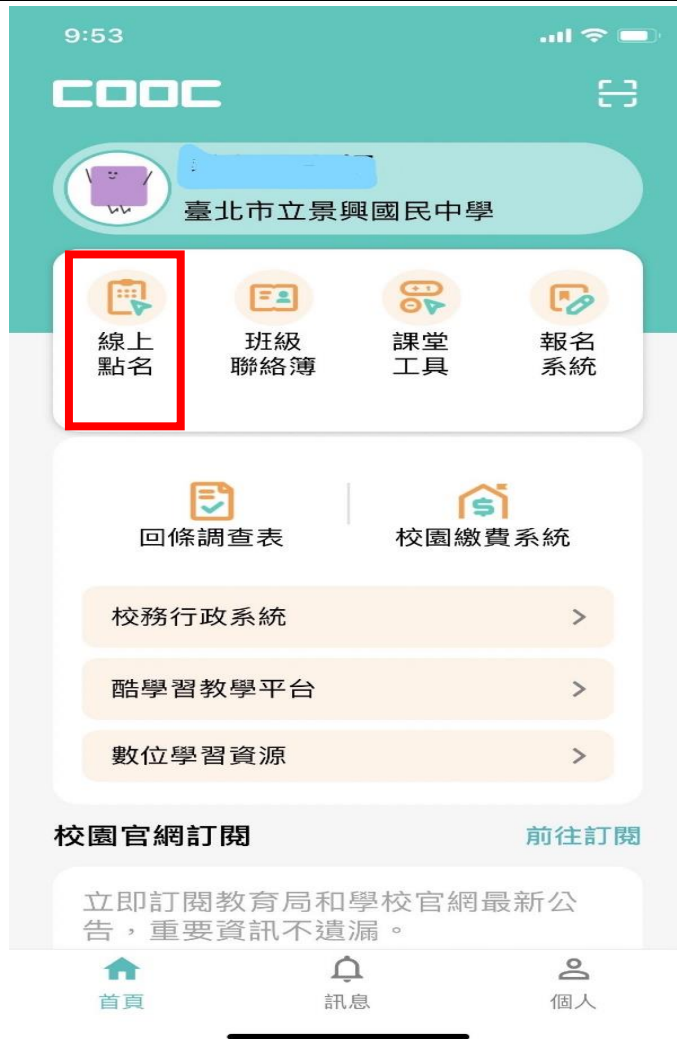 9:53
COOC
臺北市立景興國民中學
線上
點名
班級
聯絡簿
課堂
工具
報名
系統
回條調查表
校園繳費系統
校務行政系統
酷學習教學平台
數位學習資源
校園官網訂閱
前往訂閱
立即訂閱教育局和學校官網最新公
告，重要資訊不遺漏。
首頁
訊息
個人